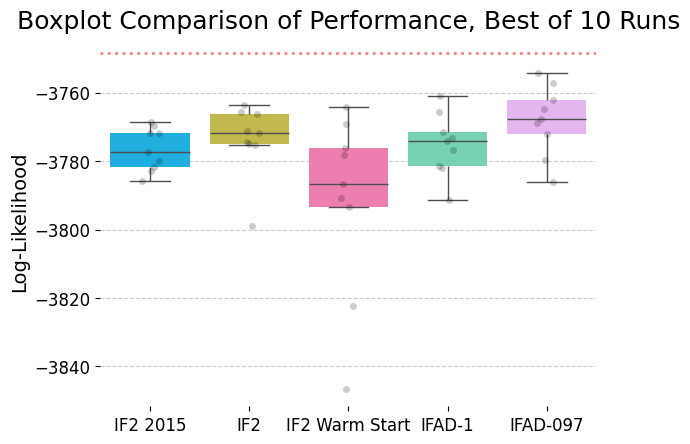 Boxplot Comparison of Performance, Best of 10 Runs
Log-Likelihood
−3760
−3780
−3800
−3820
−3840
IF2 2015 IF2 IF2 Warm Start IFAD-1 IFAD-097